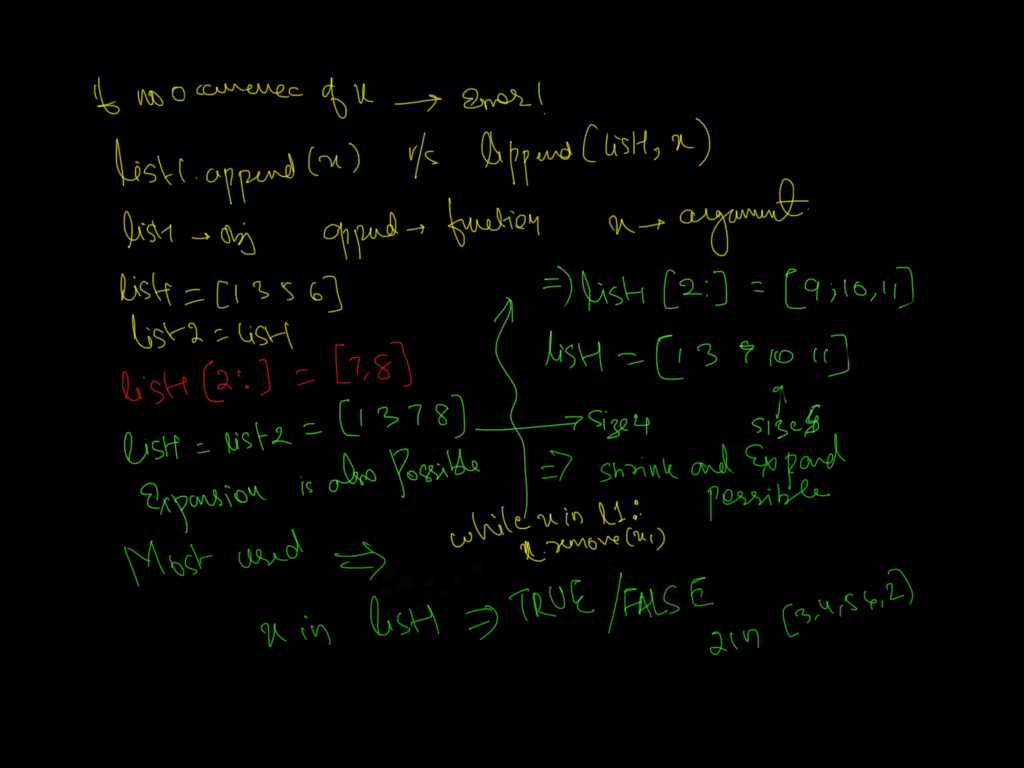 If no occurrence of x → Error!
list1.append(x) v/s append(list1, x)
list1 → obj append → function x → argument
list1 = [1 3 5 6]
list2 = list1
list1[2:] = [7,8]
list1 = list2 = [1 3 7 8] → size 4
Expansion is also Possible
⇒ list1[2:] = [9,10,11]
list1 = [1 3 9 10 11]
size 5
⇒ shrink and Expand
possible
while x in l1:
l.remove(x)
Most used ⇒
x in list1 ⇒ TRUE/FALSE
2 in [3,4,5 6,2]